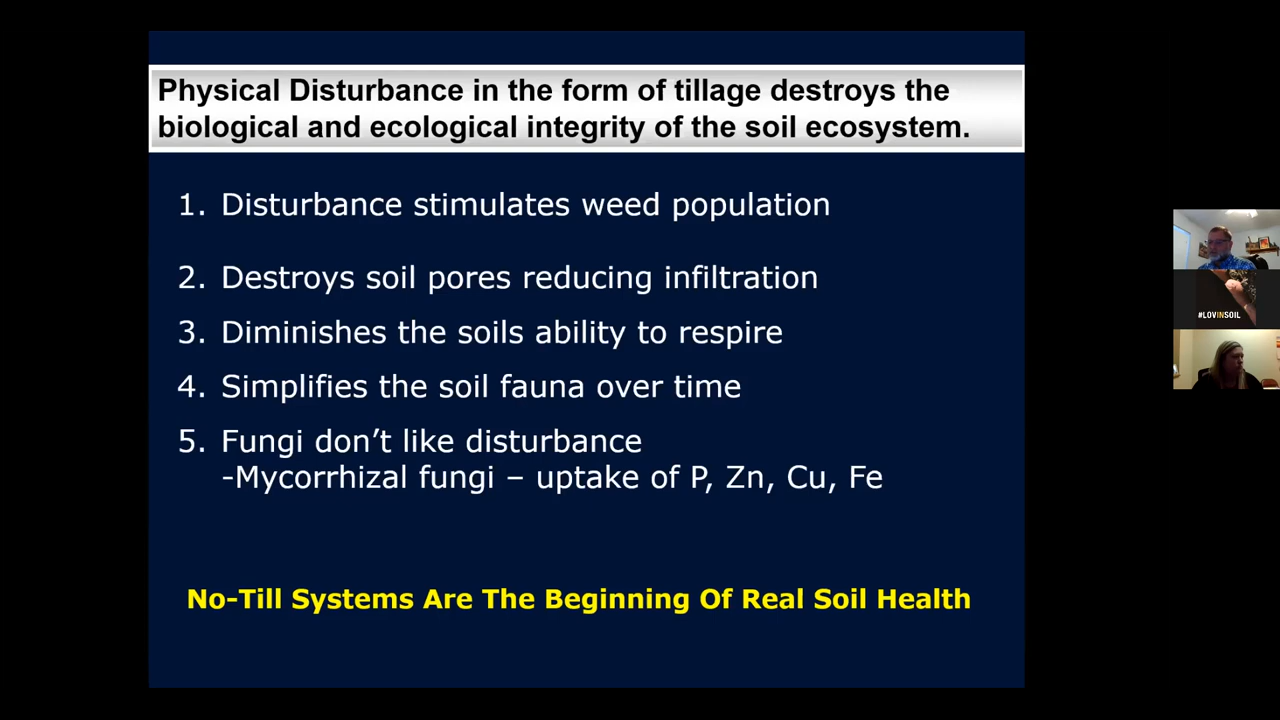 Physical Disturbance in the form of tillage destroys the
biological and ecological integrity of the soil ecosystem.
1. Disturbance stimulates weed population
2. Destroys soil pores reducing infiltration
3. Diminishes the soils ability to respire
4. Simplifies the soil fauna over time
5. Fungi don’t like disturbance
-Mycorrhizal fungi – uptake of P, Zn, Cu, Fe
No-Till Systems Are The Beginning Of Real Soil Health
#LOVINSOIL